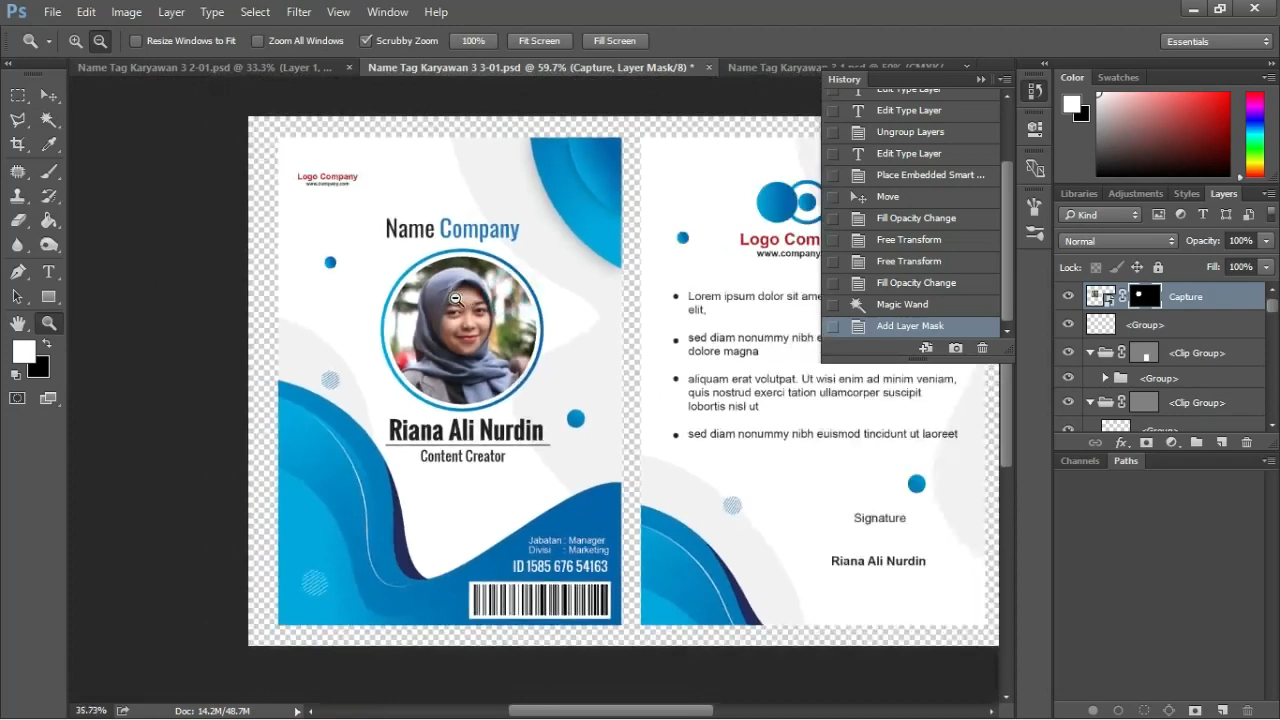 Ps File Edit Image Layer Type Select Filter View Window Help
Resize Windows to Fit Zoom All Windows Scrubby Zoom 100% Fit Screen Fill Screen Essentials
Name Tag Karyawan 3 2-01.psd @ 33.3% (Layer 1, ... × Name Tag Karyawan 3 3-01.psd @ 59.7% (Capture, Layer Mask/8) * ×
History
Edit Type Layer
T Edit Type Layer
Ungroup Layers
T Edit Type Layer
Place Embedded Smart ...
Move
Fill Opacity Change
Free Transform
Free Transform
Fill Opacity Change
Magic Wand
Add Layer Mask
Color Swatches
Libraries Adjustments Styles Layers
Kind
Normal Opacity: 100%
Lock: Fill: 100%
Capture
<Group>
<Clip Group>
<Group>
<Clip Group>
<Group>
Channels Paths
Logo Company
www.company.com
Name Company
Riana Ali Nurdin
Content Creator
Jabatan : Manager
Divisi : Marketing
ID 1585 676 54163
Logo Com
www.company
• Lorem ipsum dolor sit ame
elit,
• sed diam nonummy nibh e
dolore magna
• aliquam erat volutpat. Ut wisi enim ad minim veniam,
quis nostrud exerci tation ullamcorper suscipit
lobortis nisl ut
• sed diam nonummy nibh euismod tincidunt ut laoreet
Signature
Riana Ali Nurdin
35.73% Doc: 14.2M/48.7M